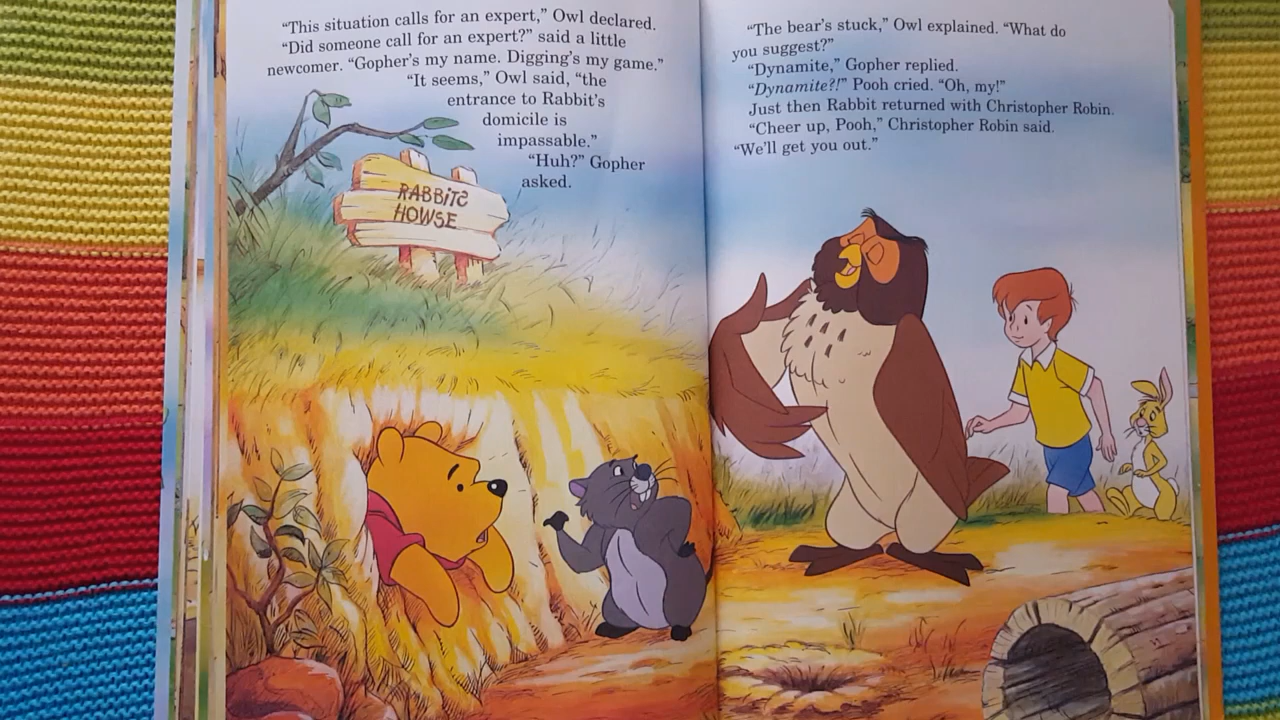 “This situation calls for an expert,” Owl declared.
“Did someone call for an expert?” said a little
newcomer. “Gopher’s my name. Digging’s my game.”
“It seems,” Owl said, “the
entrance to Rabbit’s
domicile is
impassable.”
“Huh?” Gopher
asked.
RABBITS
HOWSE
“The bear’s stuck,” Owl explained. “What do
you suggest?”
“Dynamite,” Gopher replied.
“Dynamite?!” Pooh cried. “Oh, my!”
Just then Rabbit returned with Christopher Robin.
“Cheer up, Pooh,” Christopher Robin said.
“We’ll get you out.”